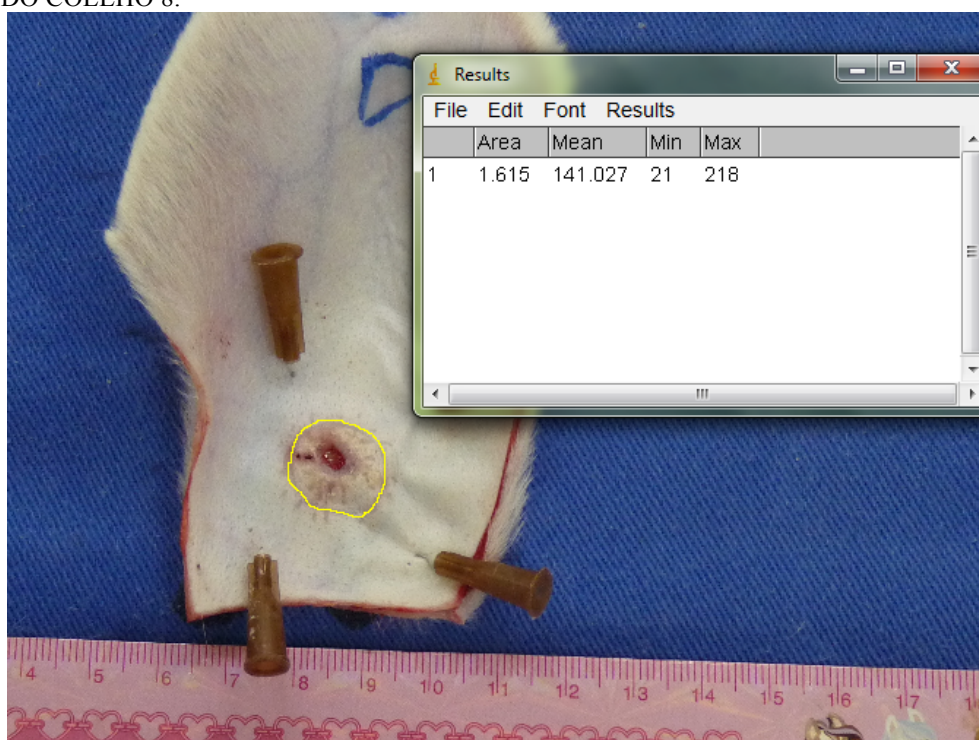 DO COELHO 8.
D
Results
File Edit Font Results
Area Mean Min Max
1 1.615 141.027 21 218
4 5 6 7 8 9 10 11 12 13 14 15 16 17